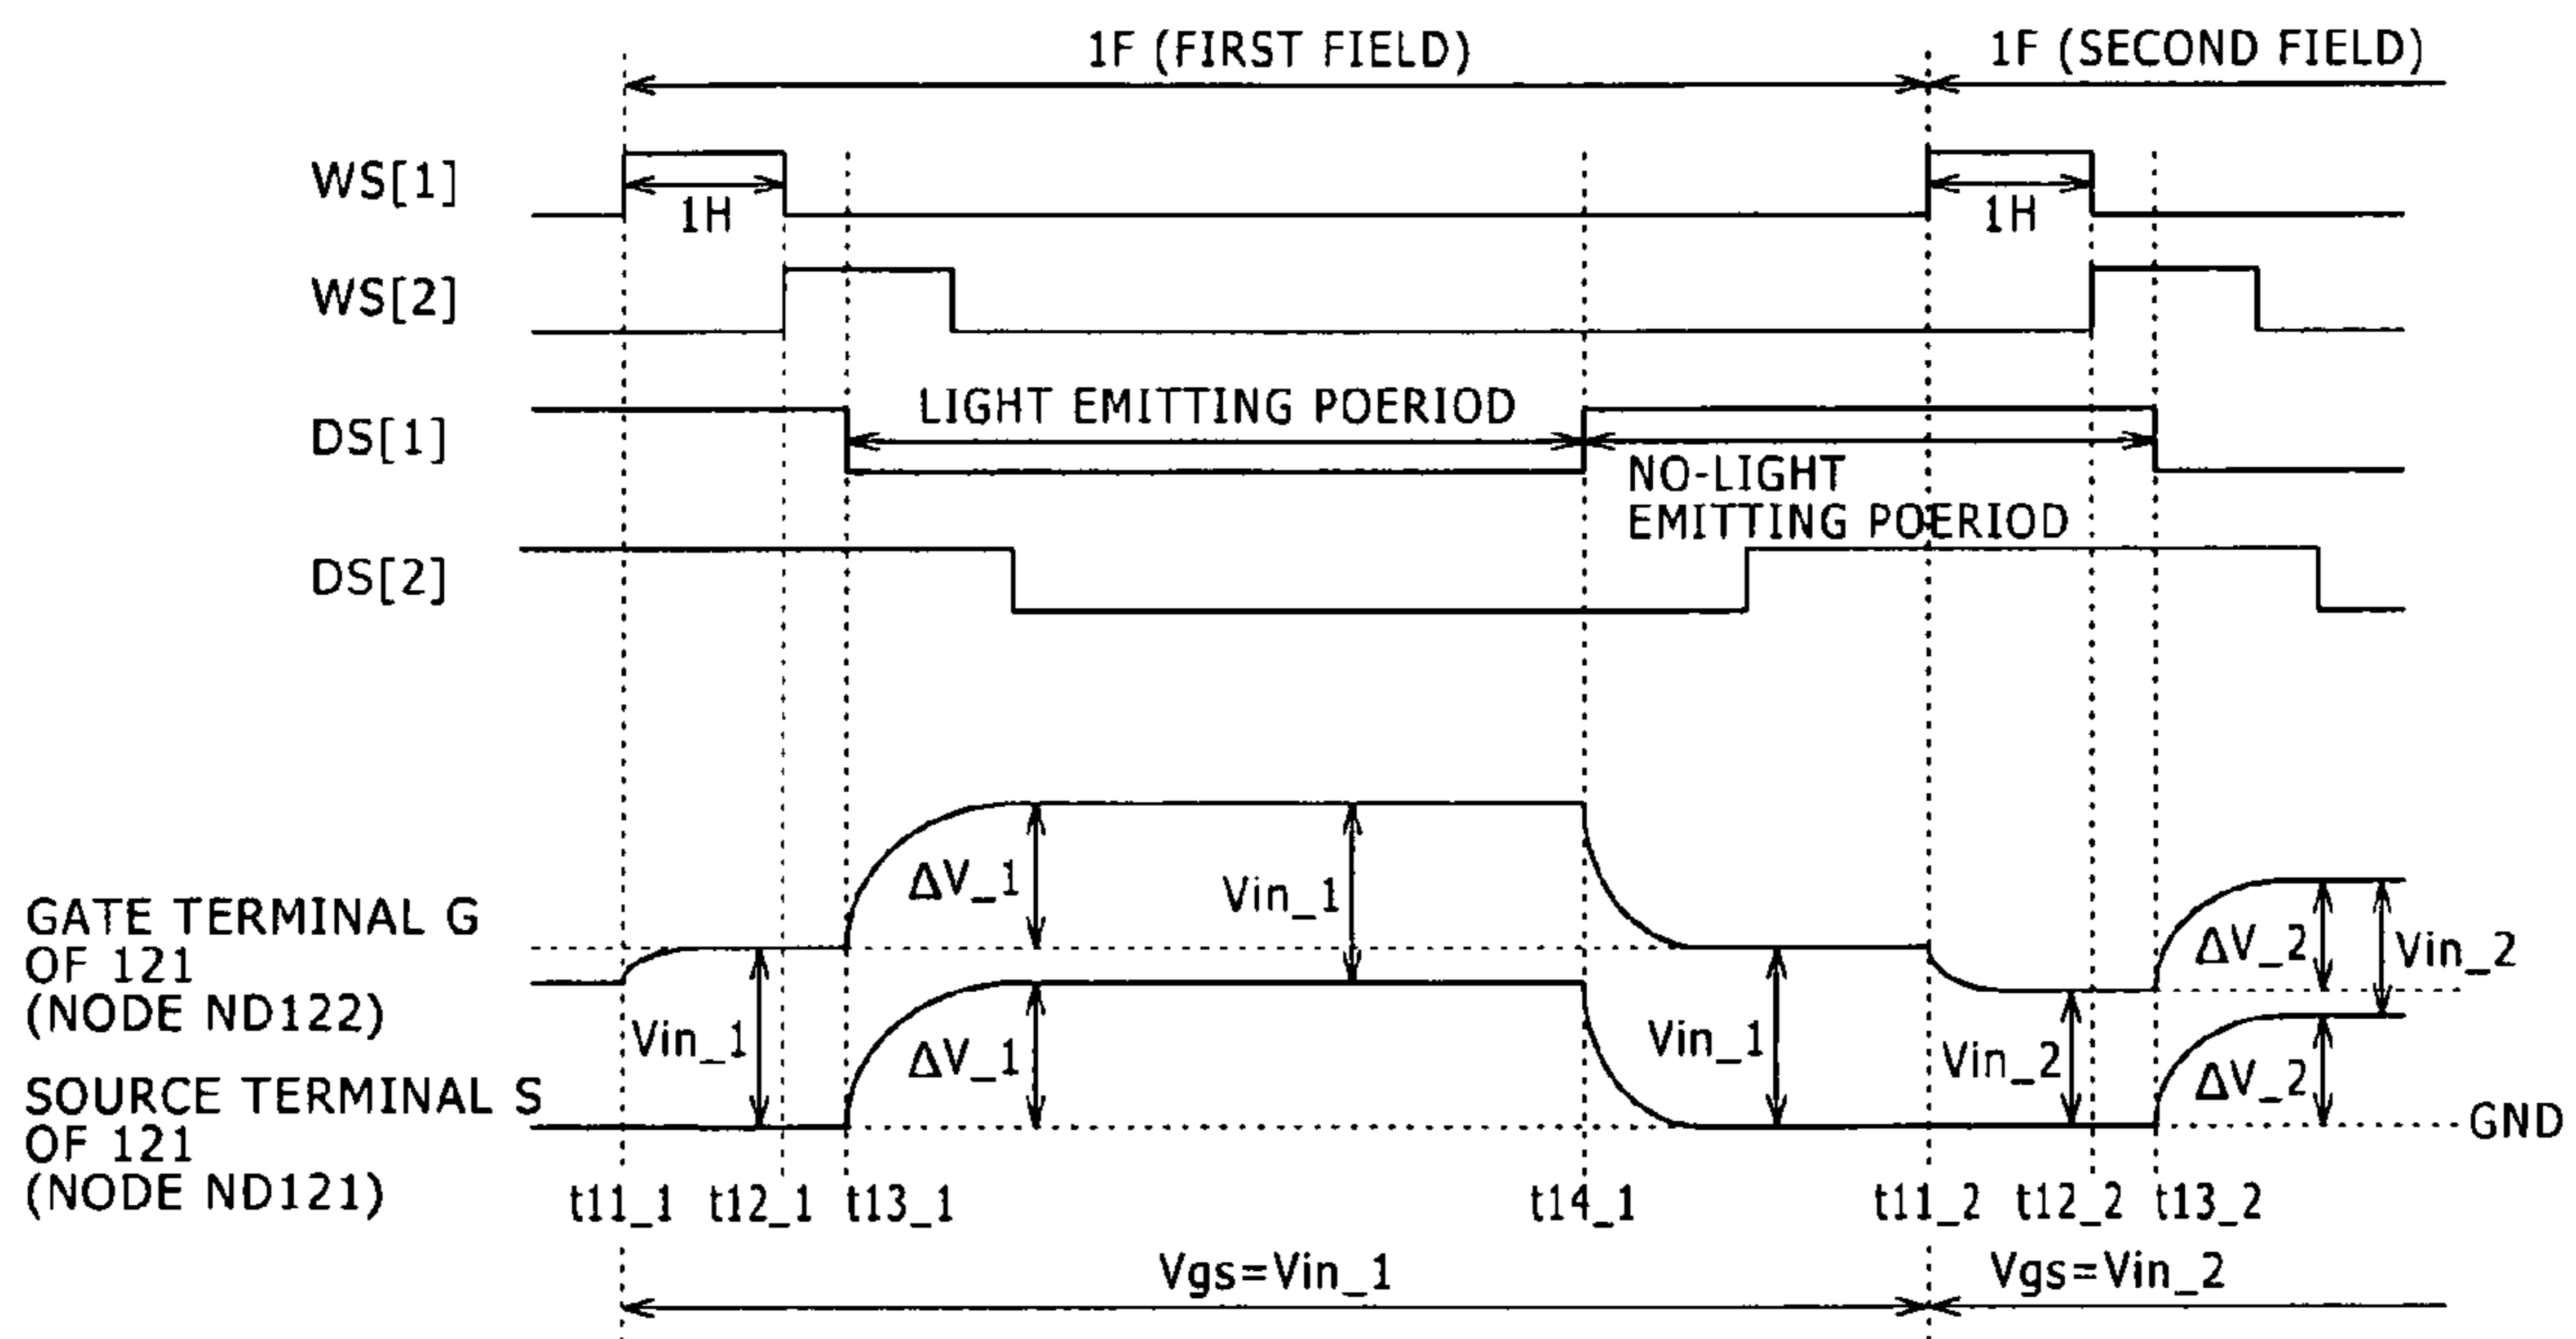 1F (FIRST FIELD)
1F (SECOND FIELD)
WS[1]
1H
1H
WS[2]
DS[1]
LIGHT EMITTING POERIOD
NO-LIGHT
EMITTING POERIOD
DS[2]
GATE TERMINAL G
OF 121
(NODE ND122)
SOURCE TERMINAL S
OF 121
(NODE ND121)
Vin_1
ΔV_1
ΔV_1
Vin_1
Vin_1
Vin_2
ΔV_2
Vin_2
ΔV_2
GND
t11_1
t12_1
t13_1
t14_1
t11_2
t12_2
t13_2
Vgs=Vin_1
Vgs=Vin_2